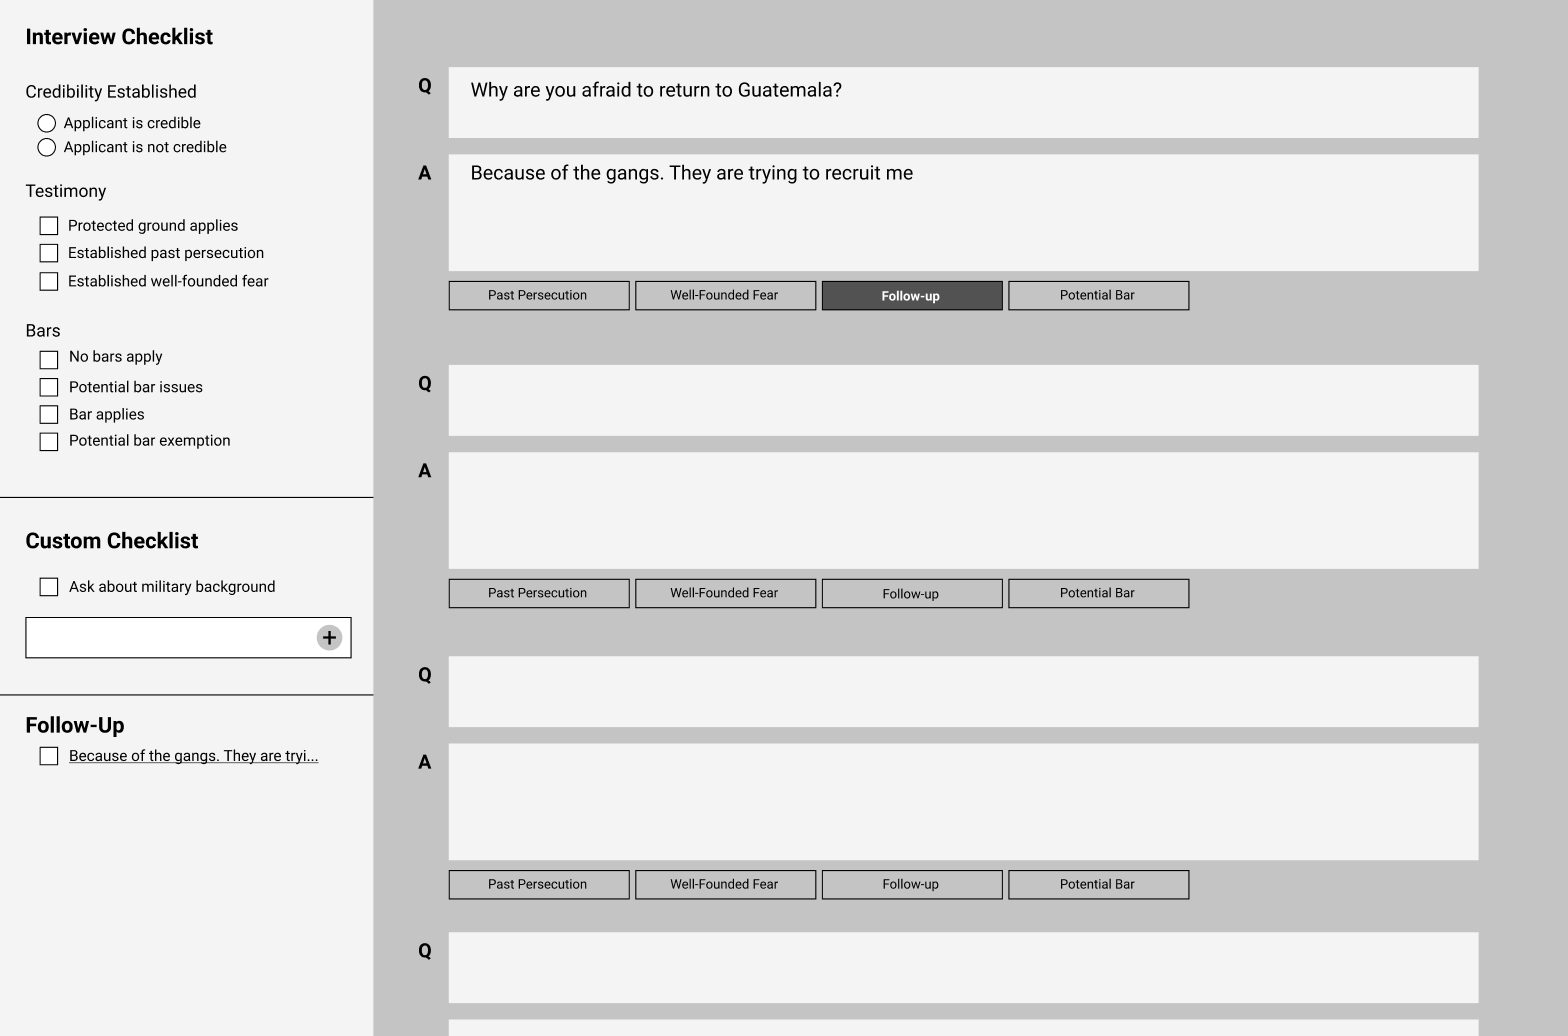 Interview Checklist
Credibility Established
Applicant is credible
Applicant is not credible
Testimony
Protected ground applies
Established past persecution
Established well-founded fear
Bars
No bars apply
Potential bar issues
Bar applies
Potential bar exemption
Custom Checklist
Ask about military background
+
Follow-Up
Because of the gangs. They are tryi...
Q Why are you afraid to return to Guatemala?
A Because of the gangs. They are trying to recruit me
Past Persecution Well-Founded Fear Follow-up Potential Bar
Q
A
Past Persecution Well-Founded Fear Follow-up Potential Bar
Q
A
Past Persecution Well-Founded Fear Follow-up Potential Bar
Q